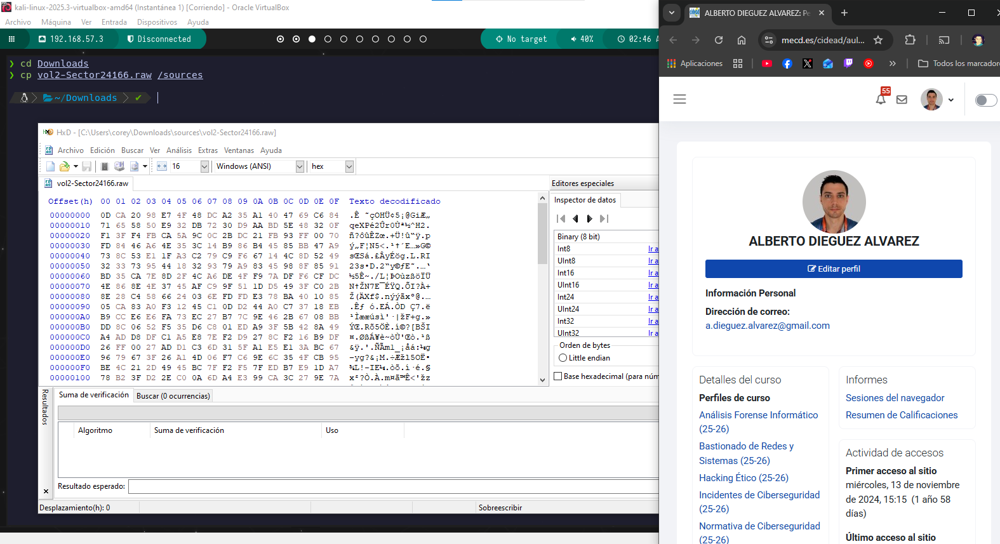 kali-linux-2025.3-virtualbox-amd64 (Instantánea 1) [Corriendo] - Oracle VirtualBox
Archivo Máquina Ver Entrada Dispositivos Ayuda
192.168.57.3 Disconnected No target 40% 02:46 A
❯ cd Downloads
❯ cp vol2-Sector24166.raw /sources
~/Downloads
HxD - [C:\Users\corey\Downloads\sources\vol2-Sector24166.raw]
Archivo Edición Buscar Ver Análisis Extras Ventanas Ayuda
16 Windows (ANSI) hex
vol2-Sector24166.raw
Offset(h) 00 01 02 03 04 05 06 07 08 09 0A 0B 0C 0D 0E 0F Texto decodificado
00000000 0D CA 20 98 E7 4F 48 DC A2 35 A1 40 47 69 C6 84 .Ê ˜çOHÜ¢5¡@GiÆ„
00000010 71 65 58 50 E9 32 DB 72 30 D9 AA BD 5E 48 32 0F qeXPé2Ûr0Ùª½^H2.
00000020 F1 3F F4 FB CA 5A 9C 0C 2B DC 21 FB 93 FF 00 70 ñ?ôûÊZœ.+Ü!û“ÿ.p
00000030 FD 84 46 A6 4E 35 3C 14 B9 86 B4 45 85 BB 47 A9 ý„F¦N5<.¹†´E…»G©
00000040 73 8C 53 E1 1F A3 C2 79 C9 F6 67 14 4C 8D 52 49 sŒSá.£ÂyÉög.L.RI
00000050 32 33 73 95 44 18 32 93 79 A9 83 45 98 8F 85 91 23s•D.2“y©ƒE˜.…‘
00000060 BD 35 CA 7E 8D 2F 4C A6 DE 4F F9 7A DF F6 CF DC ½5Ê~./L¦ÞOùzßöÏÜ
00000070 4E 86 8E 4E 37 45 AF C9 9F 51 1D D5 49 3F C0 2B N†ŽN7E¯ÉŸQ.ÕI?À+
00000080 8E 28 C4 58 66 24 03 6E FD FD E3 78 BA 40 10 85 Ž(ÄXf$.nýýãxº@.…
00000090 05 CA 83 A0 F3 12 45 C1 0D D2 44 A0 C7 37 18 EB .Êƒ ó.EÁ.ÒD Ç7.ë
000000A0 B9 CC E6 E6 FA 73 EC 27 B7 7C 9E 46 2B 67 08 BB ¹Ìææúsì'·|žF+g.»
000000B0 DD 8C 06 52 F5 35 D6 C8 01 ED A9 3F 5B 42 8A 49 ÝŒ.Rõ5ÖÈ.í©?[BŠI
000000C0 A4 AD D8 DF C1 A5 E8 7E F2 D9 27 8C F2 16 B9 DF ¤.ØßÁ¥è~òÙ'Œò.¹ß
000000D0 26 FF 00 27 AD D1 C3 6D 31 5F A1 E5 E1 3A BC 67 &ÿ.'.ÑÃm1_¡åá:¼g
000000E0 96 79 67 3F 26 A1 4D 06 F7 C6 9E 6C 35 4F CB 95 –yg?&¡M.÷Æžl5OË•
000000F0 BE 4C 21 2D 49 45 BC 7F F2 F5 7F ED B7 E9 1D A7 ¾L!-IE¼.òõ.í·é.§
00000100 78 B2 3F D2 2E C0 00 6D A4 E3 99 CA 3C 27 9E 7A x²?Ò.À.m¤ã™Ê<'žz
Editores especiales
Inspector de datos
Binary (8 bit)
Int8 Ir a
UInt8 Ir a
Int16 Ir a
UInt16 Ir a
Int24 Ir a
UInt24 Ir a
Int32 Ir a
UInt32 Ir a
Orden de bytes
Little endian
Base hexadecimal (para núm
Resultados
Suma de verificación Buscar (0 ocurrencias)
Algoritmo Suma de verificación Uso
Resultado esperado:
Desplazamiento(h): 0 Sobreescribir
ALBERTO DIEGUEZ ALVAREZ: Pe
mecd.es/cidead/aul...
Aplicaciones » Todos los marcador
55
ALBERTO DIEGUEZ ALVAREZ
Editar perfil
Información Personal
Dirección de correo:
a.dieguez.alvarez@gmail.com
Detalles del curso
Perfiles de curso
Análisis Forense Informático
(25-26)
Bastionado de Redes y
Sistemas (25-26)
Hacking Ético (25-26)
Incidentes de Ciberseguridad
(25-26)
Normativa de Ciberseguridad
(25-26)
Informes
Sesiones del navegador
Resumen de Calificaciones
Actividad de accesos
Primer acceso al sitio
miércoles, 13 de noviembre
de 2024, 15:15 (1 año 58
días)
Último acceso al sitio